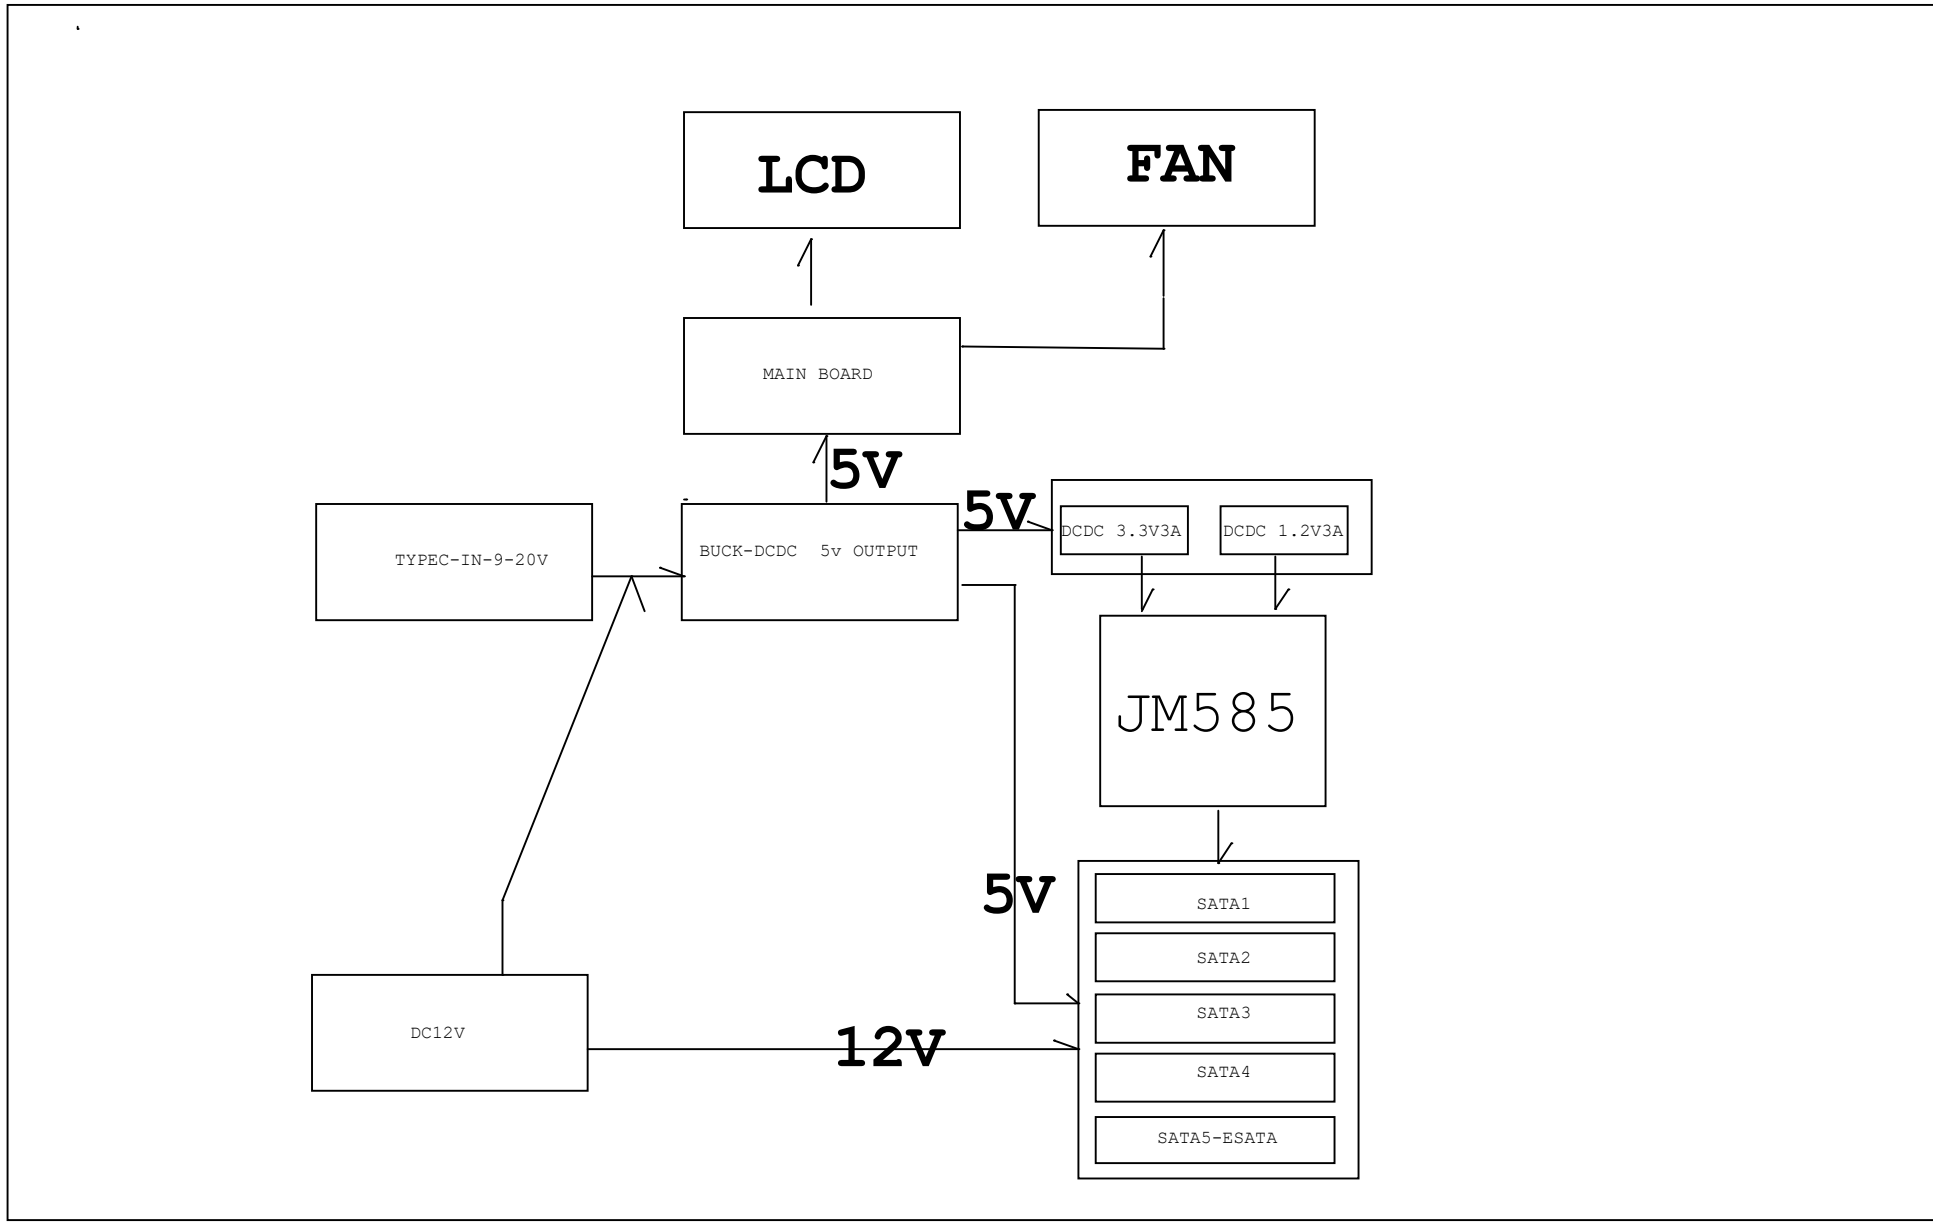 LCD
FAN
MAIN BOARD
5V
5V
DCDC 3.3V3A
DCDC 1.2V3A
TYPEC-IN-9-20V
BUCK-DCDC 5v OUTPUT
JM585
5V
SATA1
SATA2
SATA3
DC12V
12V
SATA4
SATA5-ESATA